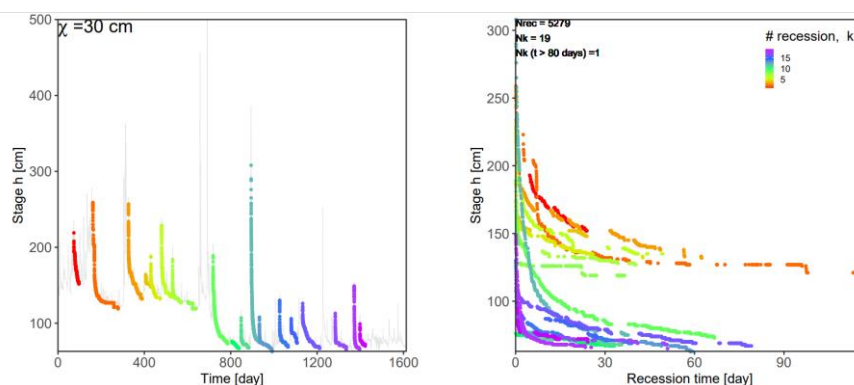 χ =30 cm
500
400
300
200
100
Stage h [cm]
0
400
800
1200
1600
Time [day]
Nrec = 5279
Nk = 19
Nk (t > 80 days) =1
# recession, k
15
10
5
300
250
200
150
100
Stage h [cm]
0
30
60
90
Recession time [day]